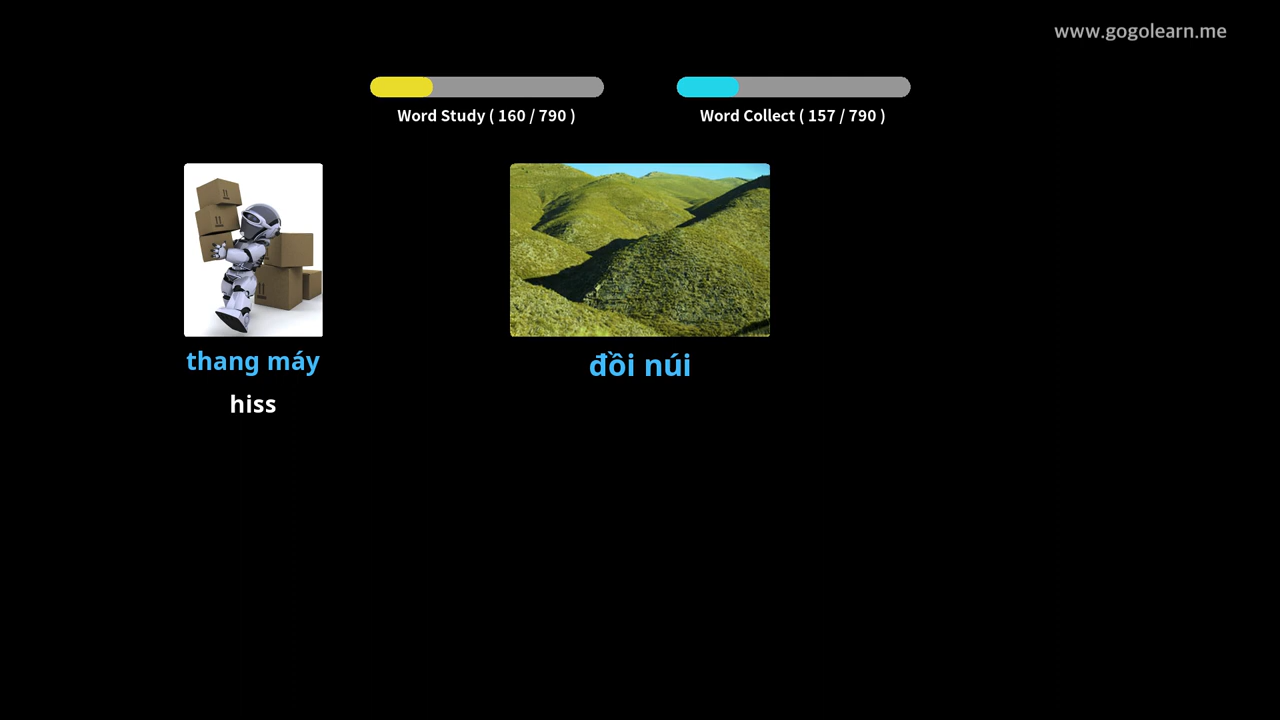 www.gogolearn.me
Word Study ( 160 / 790 )
Word Collect ( 157 / 790 )
thang máy
hiss
đồi núi